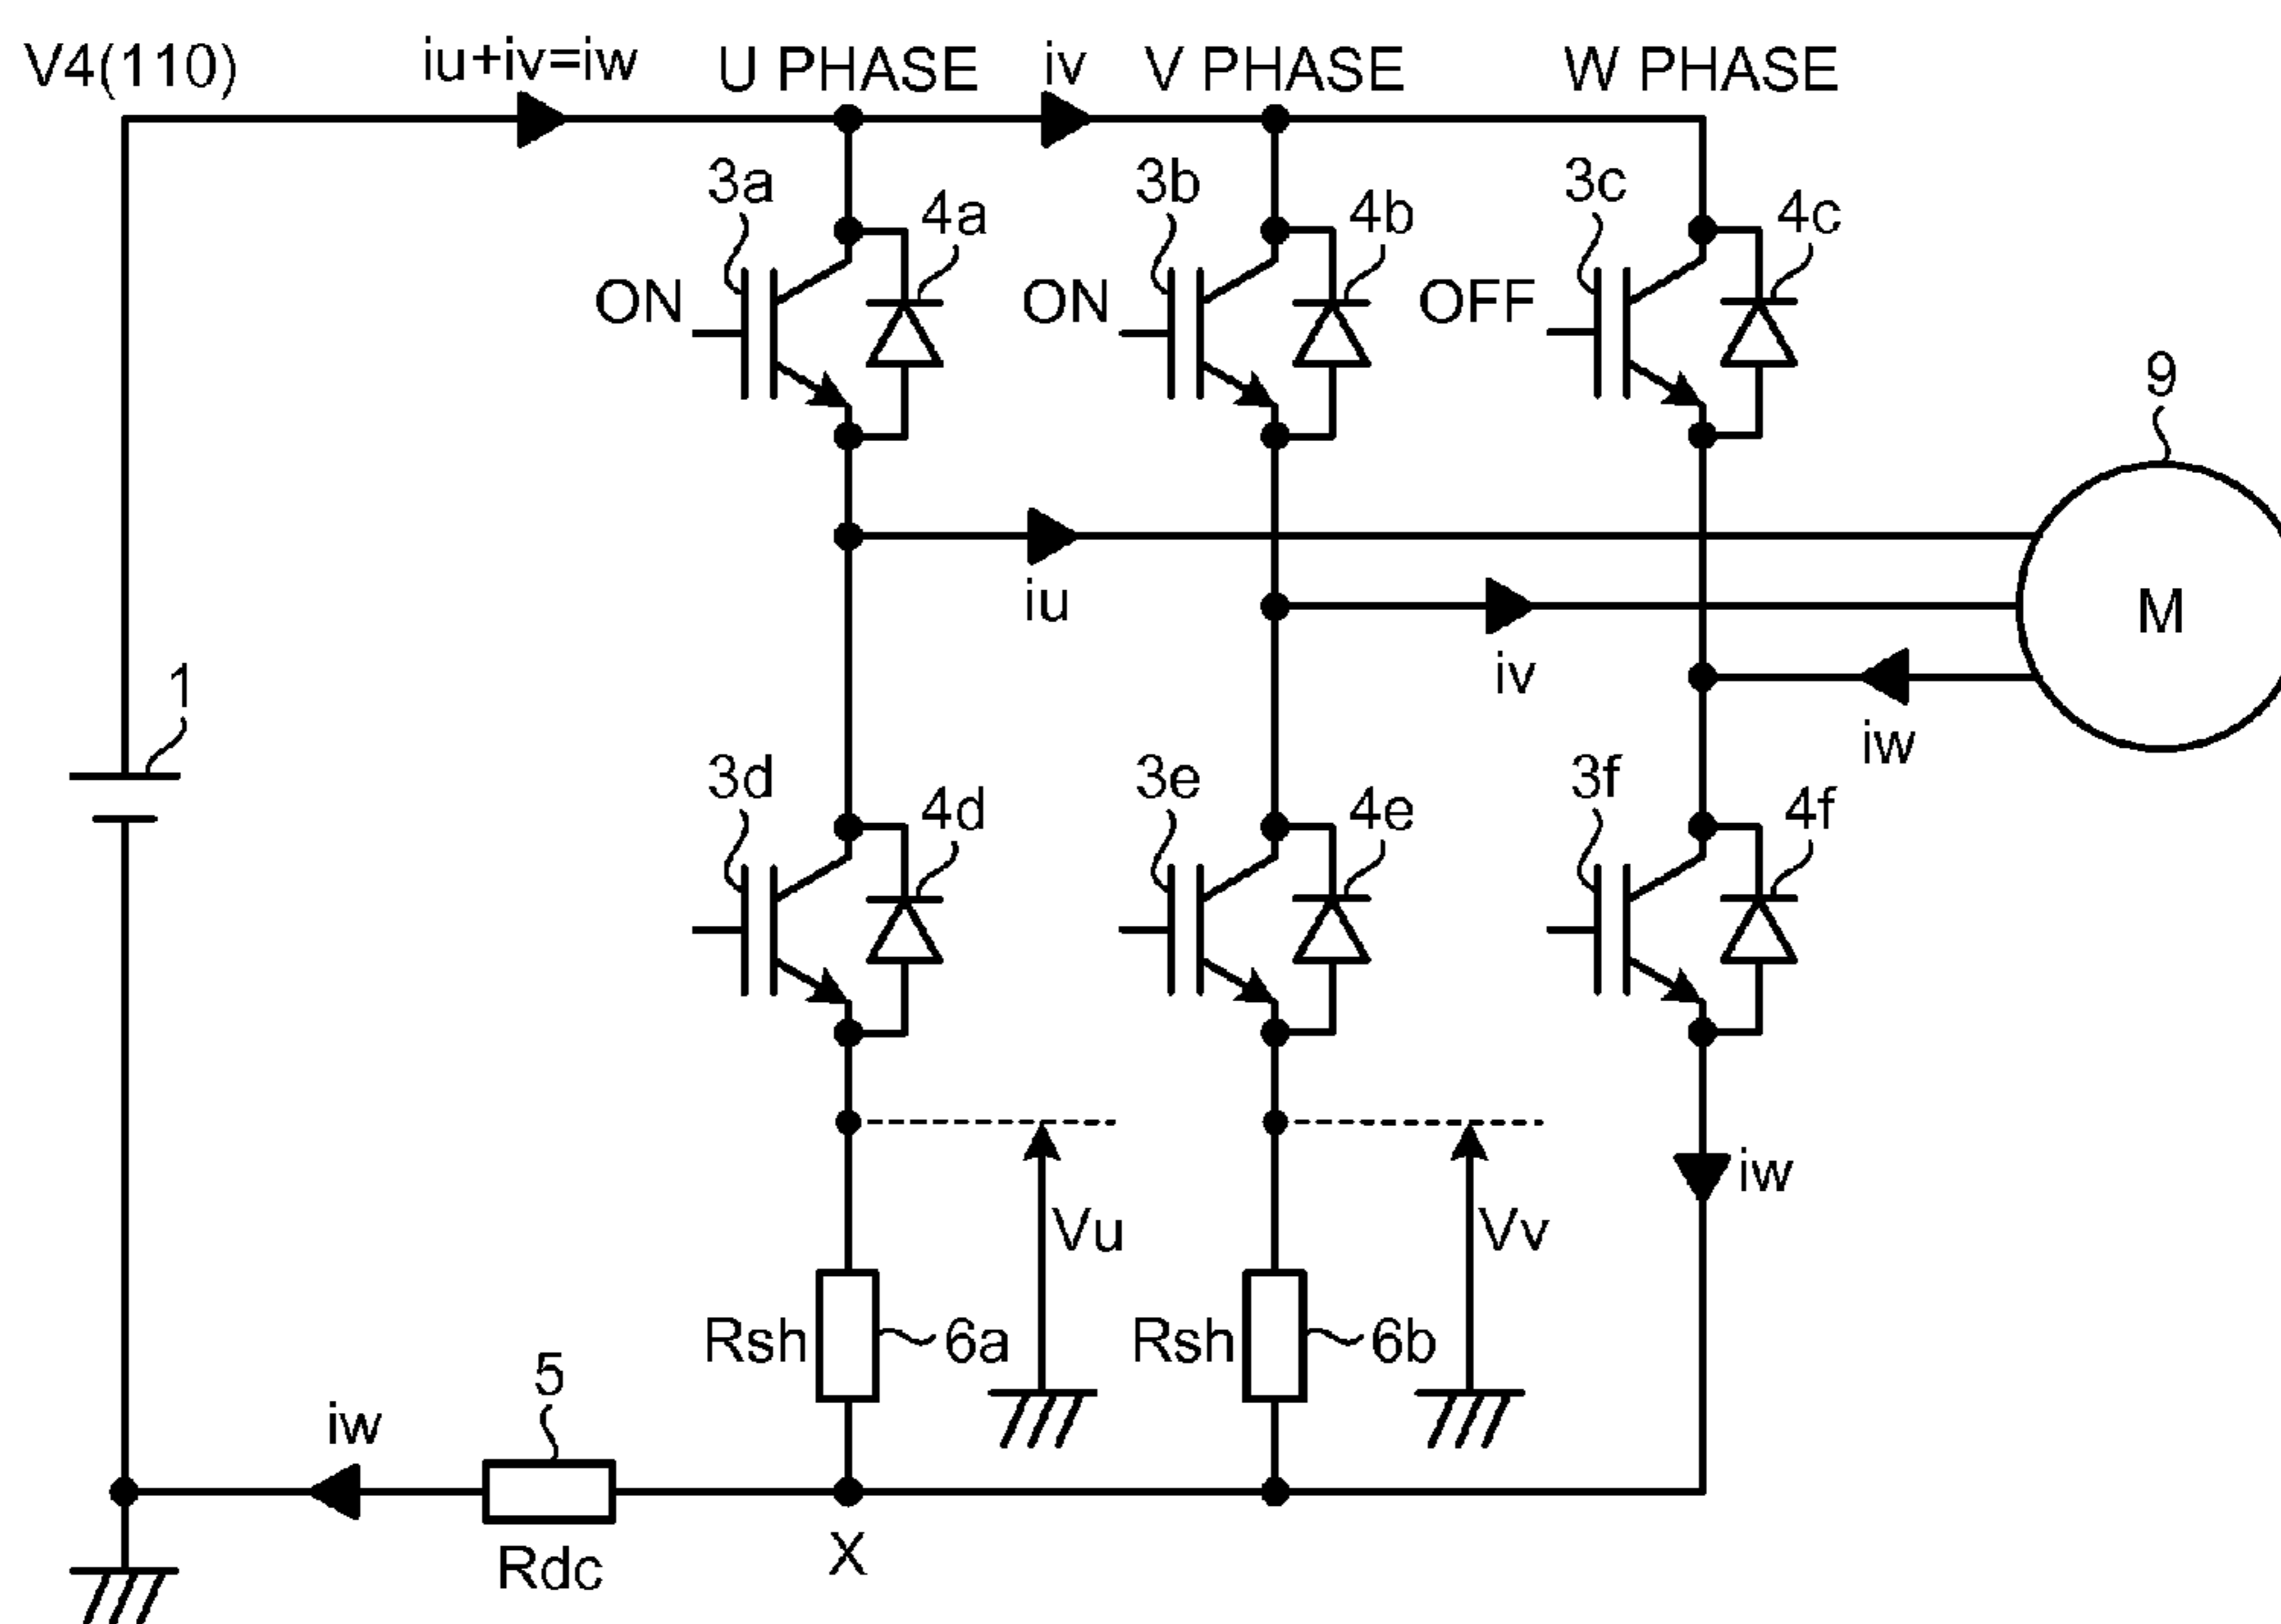 V4(110)
iu+iv=iw
U PHASE
iv
V PHASE
W PHASE
3a
4a
3b
4b
3c
4c
ON
ON
OFF
9
M
iu
iv
iw
1
3d
4d
3e
4e
3f
4f
iw
Vu
Vv
Rsh
6a
Rsh
6b
5
iw
Rdc
X